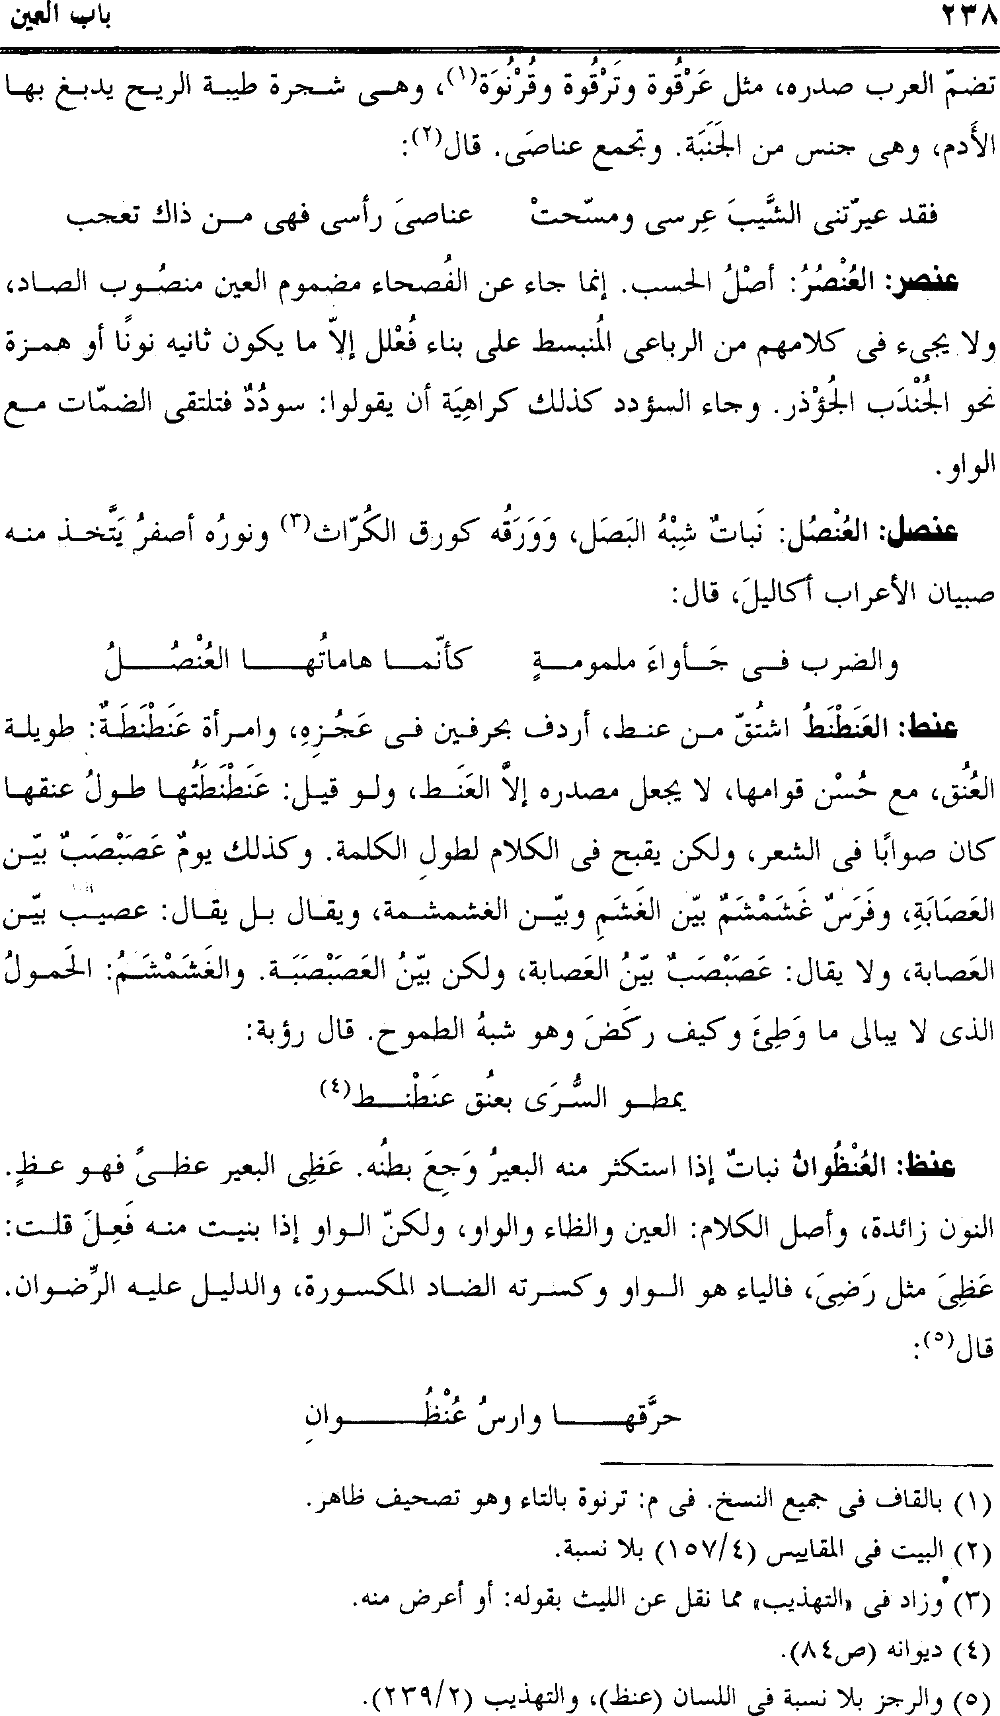 ٢٣٨ باب العين
تضمّ العرب صدره، مثل عَرْقُوة وتَرْقُوة وقُرْنُوَة(١)، وهى شجرة طيبة الريح يدبغ بها
الأَدم، وهى جنس من الجَنَبَة. وتجمع عناصَى. قال(٢):
فقد عيرّتنى الشَّيبَ عِرسى ومسّحتْ عناصىَ رأسى فهى من ذاك تعجب
عنصر: العُنْصُرُ: أصْلُ الحسب. إنما جاء عن الفُصحاء مضموم العين منصُوب الصاد،
ولا يجىء فى كلامهم من الرباعى المُنبسط على بناء فُعْلل إلاّ ما يكون ثانيه نونًا أو همزة
نحو الجُنْدَب الجُؤْذر. وجاء السؤدد كذلك كراهِيَة أن يقولوا: سودُدٌ فتلتقى الضمّات مع
الواو.
عنصل: العُنْصُل: نَباتٌ شِبْهُ البَصَل، وَوَرَقُه كورق الكُرّاث(٣) ونورُه أصفرُ يَتَّخذ منه
صبيان الأعراب أكاليلَ، قال:
والضرب فى جَأواءَ ملمومةٍ كأنّما هاماتُها العُنْصُلُ
عنط: العَنَطْنَطُ اشتُقّ من عنط، أردف بحرفين فى عَجُزِهِ، وامرأة عَنَطْنَطَةٌ: طويلة
العُنُق، مع حُسْن قوامها، لا يجعل مصدره إلاَّ العَنَط، ولو قيل: عَنَطْنَطَتُها طولُ عنقها
كان صوابًا فى الشعر، ولكن يقبح فى الكلام لطولِ الكلمة. وكذلك يومٌ عَصَبْصَبٌ بيّن
العَصَابَةِ، وفَرَسٌ غَشَمْشَمٌ بيّن الغَشَمِ وبيّن الغشمشمة، ويقال بل يقال: عصيب بيّن
العَصابة، ولا يقال: عَصَبْصَبٌ بيّنُ العَصابة، ولكن بيّنُ العَصَبْصَبَة. والغَشَمْشَمُ: الحَمولُ
الذى لا يبالى ما وَطِئَ وكيف ركَضَ وهو شبهُ الطموح. قال رؤبة:
يمطو السُّرَى بعنُق عنَطْنط(٤)
عنظ: العُنْظُوانُ نباتٌ إذا استكثر منه البعيرُ وَجِعَ بطنُه. عَظِى البعير عظىً فهو عظٍ.
النون زائدة، وأصل الكلام: العين والظاء والواو، ولكنّ الواو إذا بنيت منه فَعِلَ قلت:
عَظِىَ مثل رَضِىَ، فالياء هو الواو وكسرته الضاد المكسورة، والدليل عليه الرِّضوان.
قال(٥):
حرَّقها وارسُ عُنْظُوانِ
(١) بالقاف فى جميع النسخ. فى م: ترنوة بالتاء وهو تصحيف ظاهر.
(٢) البيت فى المقاييس (١٥٧/٤) بلا نسبة.
(٣) وزاد فى «التهذيب» مما نقل عن الليث بقوله: أو أعرض منه.
(٤) ديوانه (ص٨٤).
(٥) والرجز بلا نسبة فى اللسان (عنظ)، والتهذيب (٢٣٩/٢).